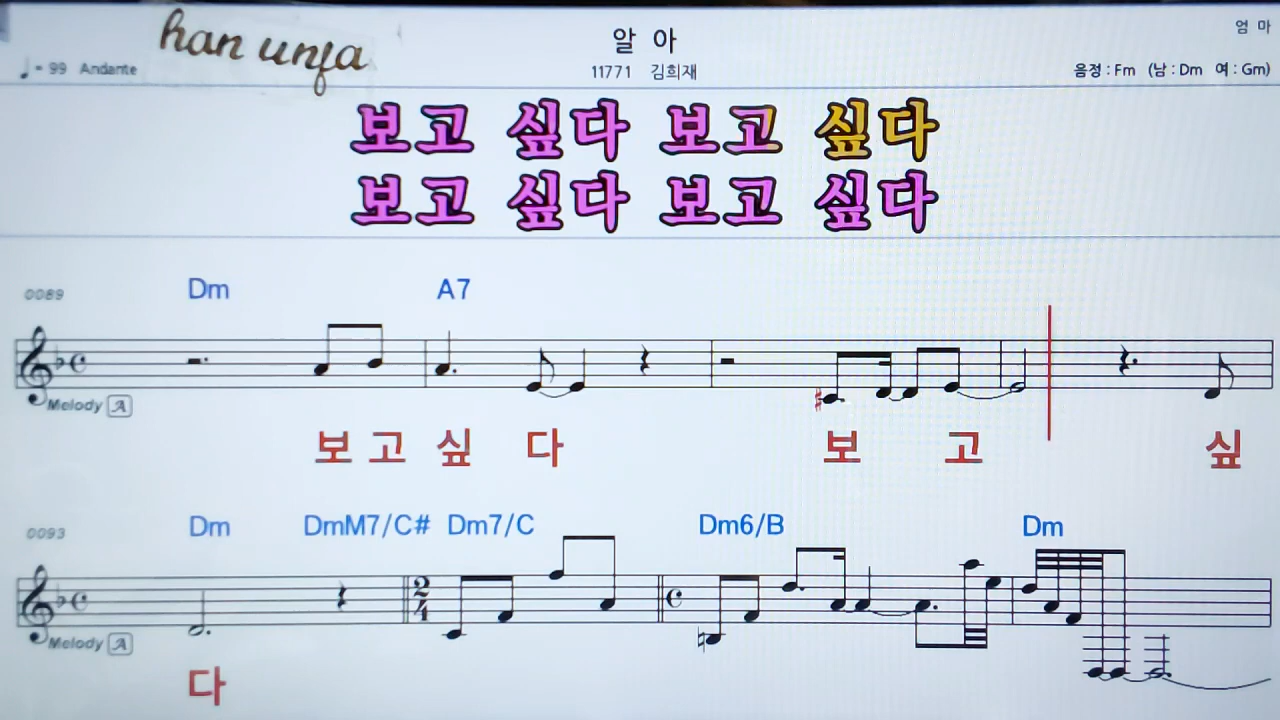 han unja
알 아
엄 마
♩= 99 Andante
11771 김희재
음정 : Fm (남 : Dm 여 : Gm)
보고 싶다 보고 싶다
보고 싶다 보고 싶다
0089 Dm A7
Melody A
보 고 싶 다 보 고 싶
0093 Dm DmM7/C# Dm7/C Dm6/B Dm
2
4
Melody A
다